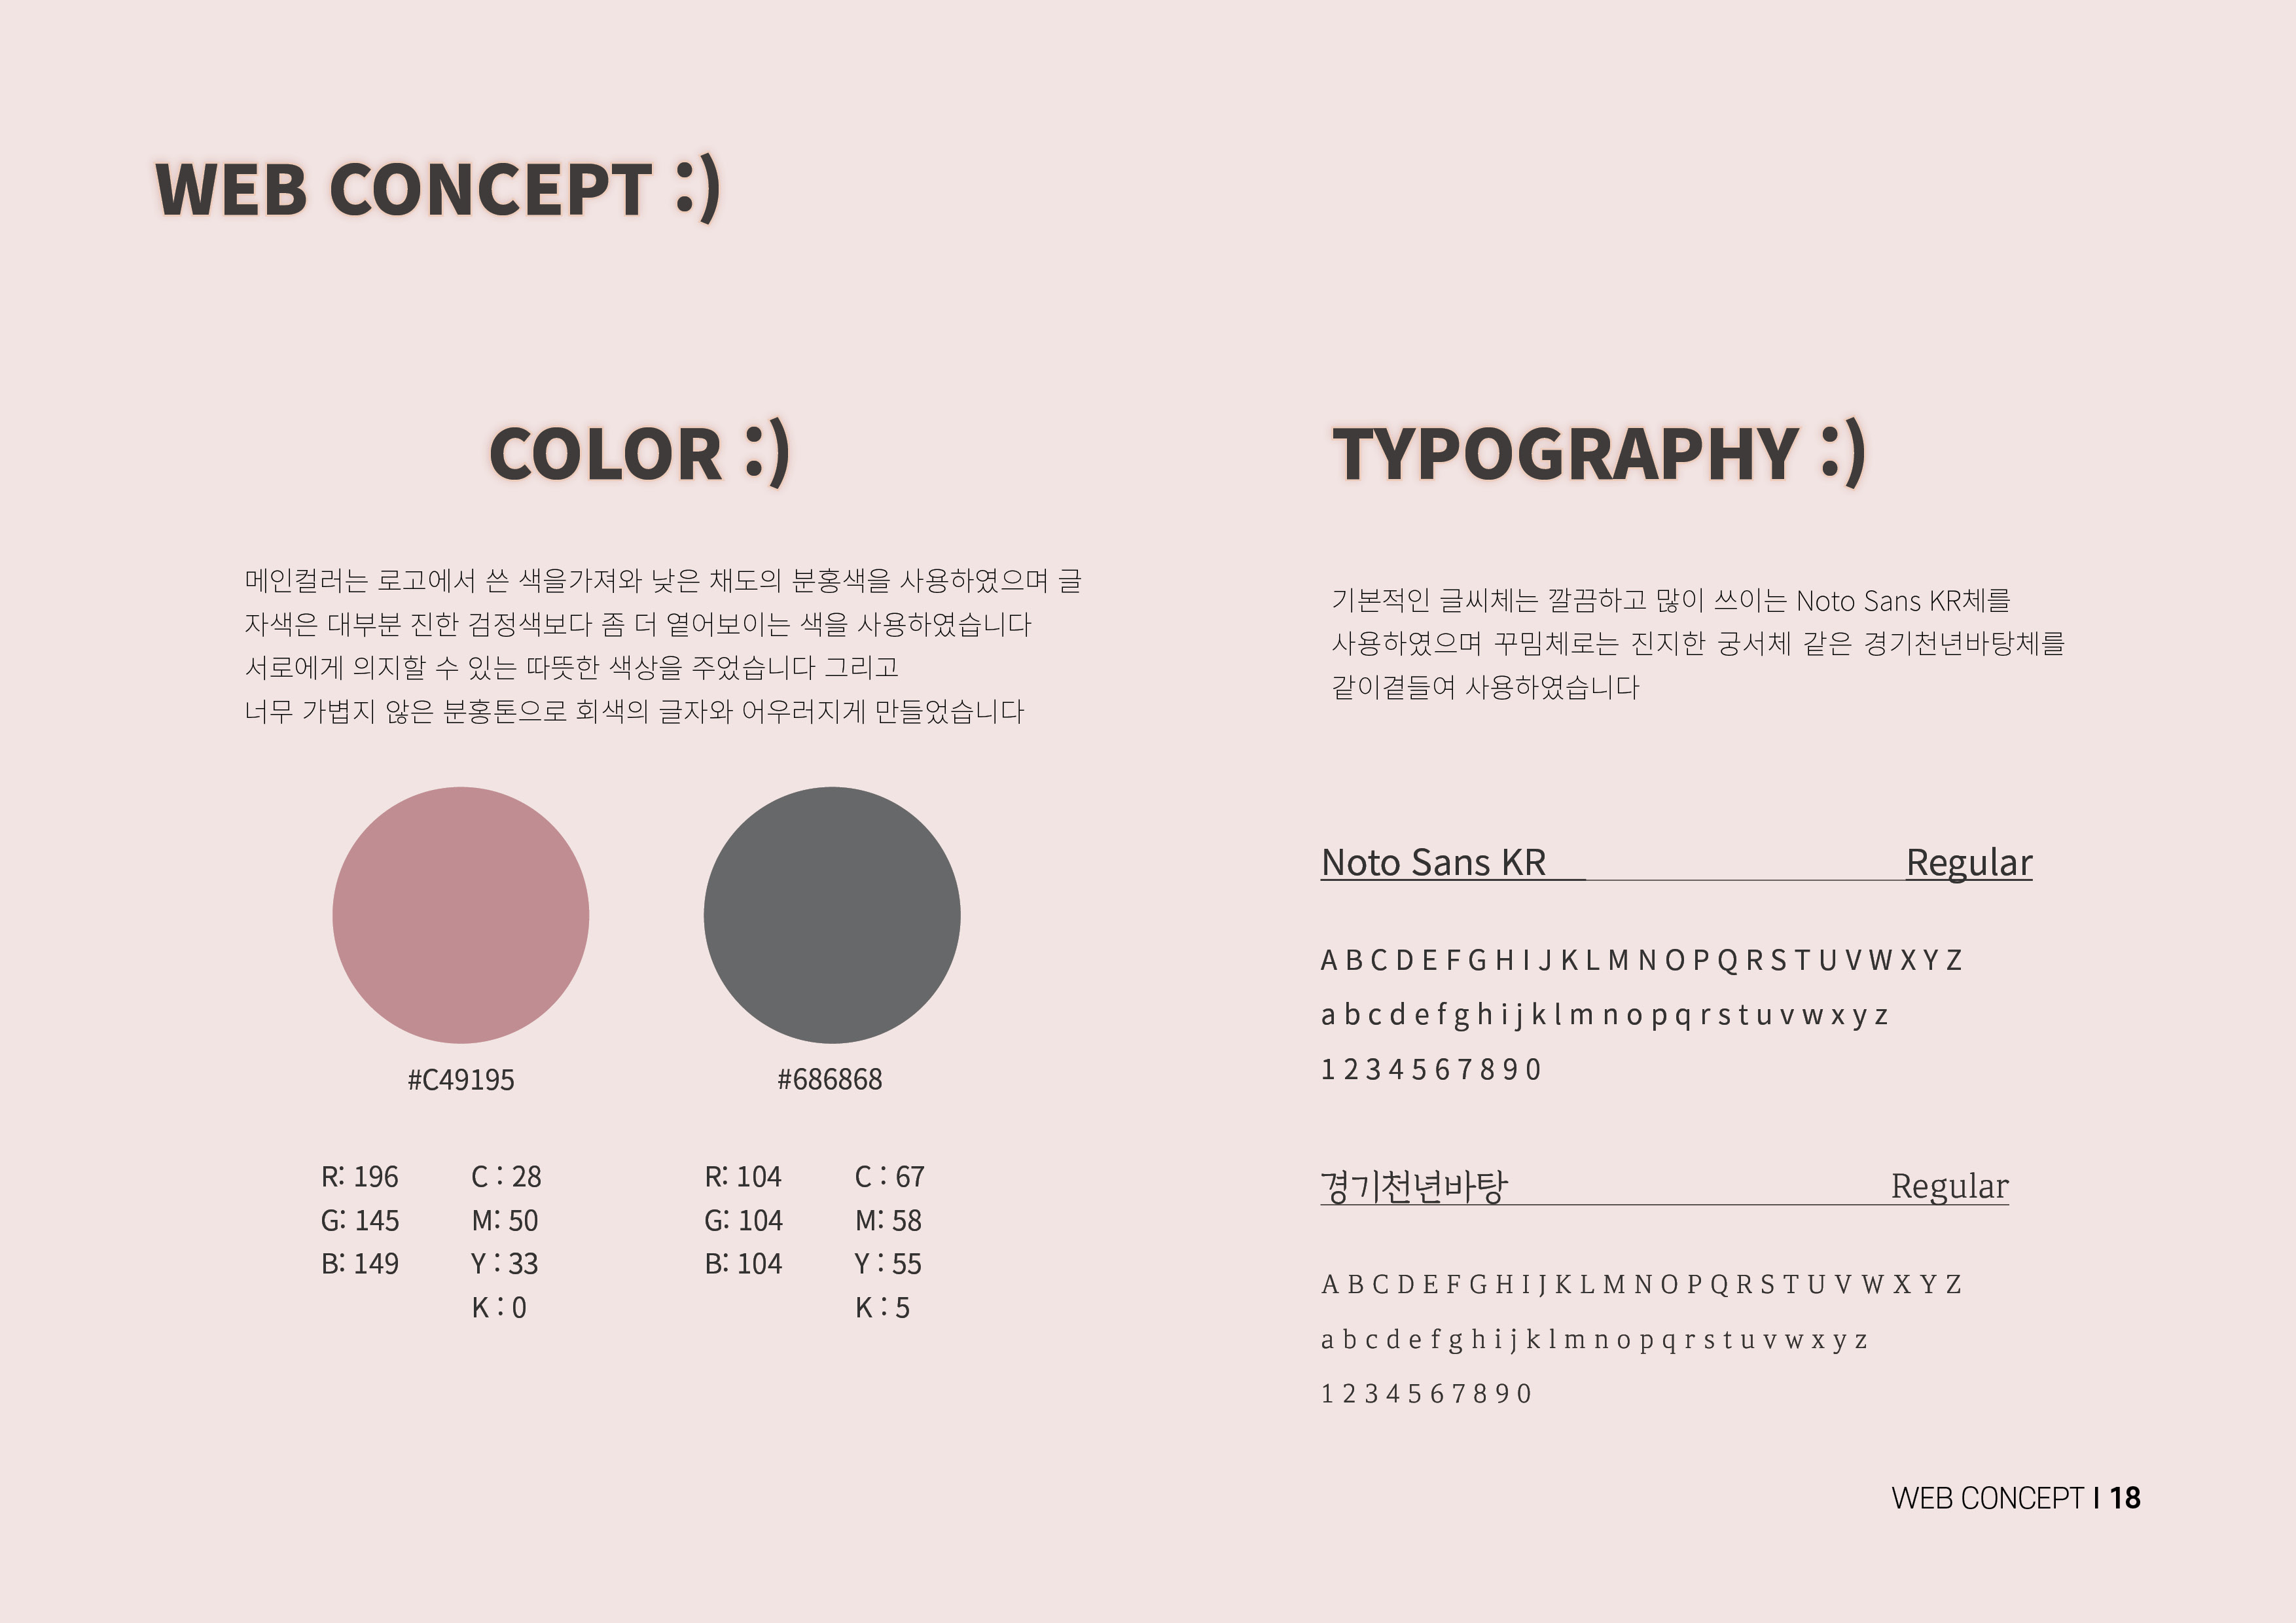 WEB CONCEPT :)
COLOR :)
메인컬러는 로고에서 쓴 색을가져와 낮은 채도의 분홍색을 사용하였으며 글
자색은 대부분 진한 검정색보다 좀 더 옅어보이는 색을 사용하였습니다
서로에게 의지할 수 있는 따뜻한 색상을 주었습니다 그리고
너무 가볍지 않은 분홍톤으로 회색의 글자와 어우러지게 만들었습니다
#C49195
#686868
R: 196
G: 145
B: 149
C : 28
M: 50
Y : 33
K : 0
R: 104
G: 104
B: 104
C : 67
M: 58
Y : 55
K : 5
TYPOGRAPHY :)
기본적인 글씨체는 깔끔하고 많이 쓰이는 Noto Sans KR체를
사용하였으며 꾸밈체로는 진지한 궁서체 같은 경기천년바탕체를
같이곁들여 사용하였습니다
Noto Sans KR Regular
A B C D E F G H I J K L M N O P Q R S T U V W X Y Z
a b c d e f g h i j k l m n o p q r s t u v w x y z
1 2 3 4 5 6 7 8 9 0
경기천년바탕 Regular
A B C D E F G H I J K L M N O P Q R S T U V W X Y Z
a b c d e f g h i j k l m n o p q r s t u v w x y z
1 2 3 4 5 6 7 8 9 0
WEB CONCEPT I 18